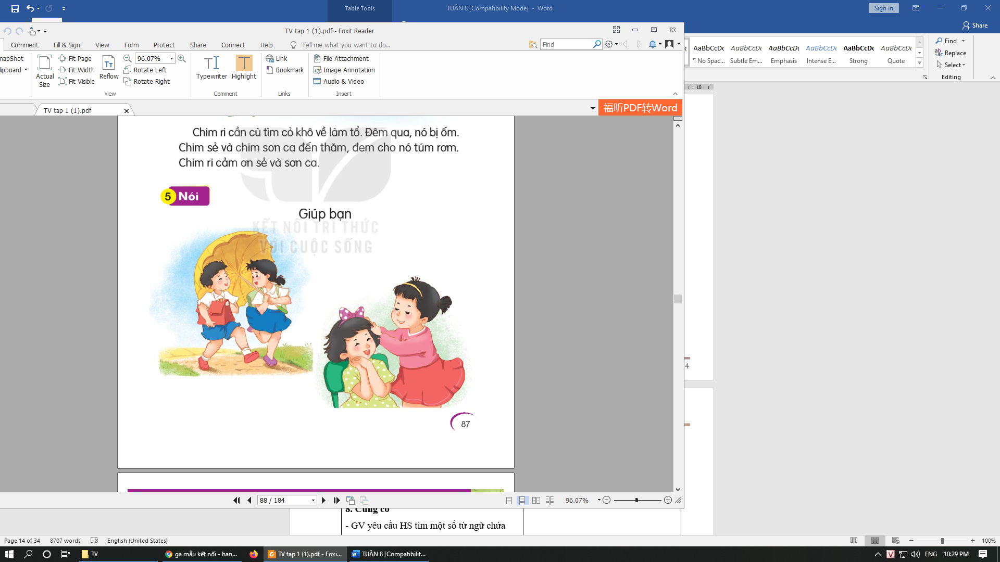 Table Tools
TUẦN 8 [Compatibility Mode] - Word
Sign in
Share
TV tap 1 (1).pdf - Foxit Reader
Comment Fill & Sign View Form Protect Share Connect Help Tell me what you want to do..
Find
Actual Size
Fit Page
Fit Width
Fit Visible
Reflow
96.07%
Rotate Left
Rotate Right
View
Typewriter
Highlight
Comment
Link
Bookmark
Links
File Attachment
Image Annotation
Audio & Video
Insert
AaBbCcDc AaBbCcDc AaBbCcDc AaBbCcDc AaBbCcDc AaBbCcDc
¶ No Spac... Subtle Em... Emphasis Intense E... Strong Quote
Find
Replace
Select
Editing
TV tap 1 (1).pdf
福昕PDF转Word
18
Chim ri cần cù tìm cỏ khô về làm tổ. Đêm qua, nó bị ốm.
Chim sẻ và chim sơn ca đến thăm, đem cho nó túm rơm.
Chim ri cảm ơn sẻ và sơn ca.
5 Nói
Giúp bạn
KẾT NỐI TRI THỨC
VỚI CUỘC SỐNG
87
4
88 / 184
96.07%
8. Củng cố
- GV yêu cầu HS tìm một số từ ngữ chứa
Page 14 of 34 8707 words English (United States)
100%
TV
ga mẫu kết nối - han...
TV tap 1 (1).pdf - Foxi...
TUẦN 8 [Compatibilit...
ENG 10:29 PM